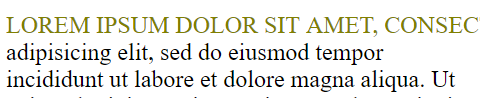 LOREM IPSUM DOLOR SIT AMET, CONSEC
adipisicing elit, sed do eiusmod tempor
incididunt ut labore et dolore magna aliqua. Ut